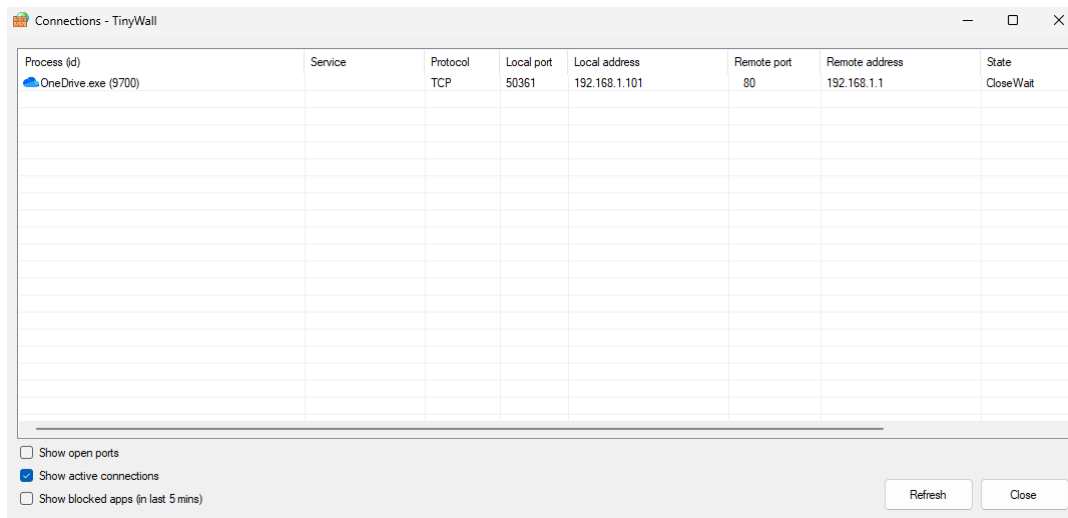 Connections - TinyWall
Process (id) Service Protocol Local port Local address Remote port Remote address State
OneDrive.exe (9700) TCP 50361 192.168.1.101 80 192.168.1.1 CloseWait
Show open ports
Show active connections
Show blocked apps (in last 5 mins)
Refresh Close